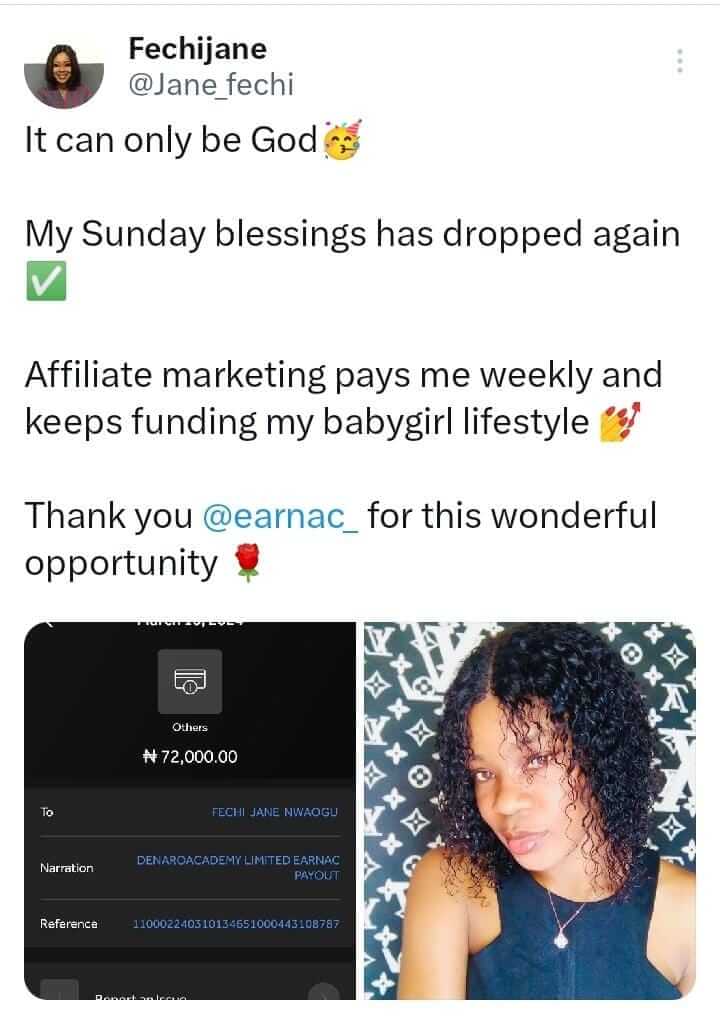 Fechijane
@Jane_fechi
It can only be God🥳
My Sunday blessings has dropped again
✅
Affiliate marketing pays me weekly and
keeps funding my babygirl lifestyle 💅
Thank you @earnac_ for this wonderful
opportunity 🌹
Others
₦72,000.00
To FECHI JANE NWAOGU
Narration DENAROACADEMY LIMITED EARNAC
PAYOUT
Reference 110002240310134651000443108787
Report an Issue